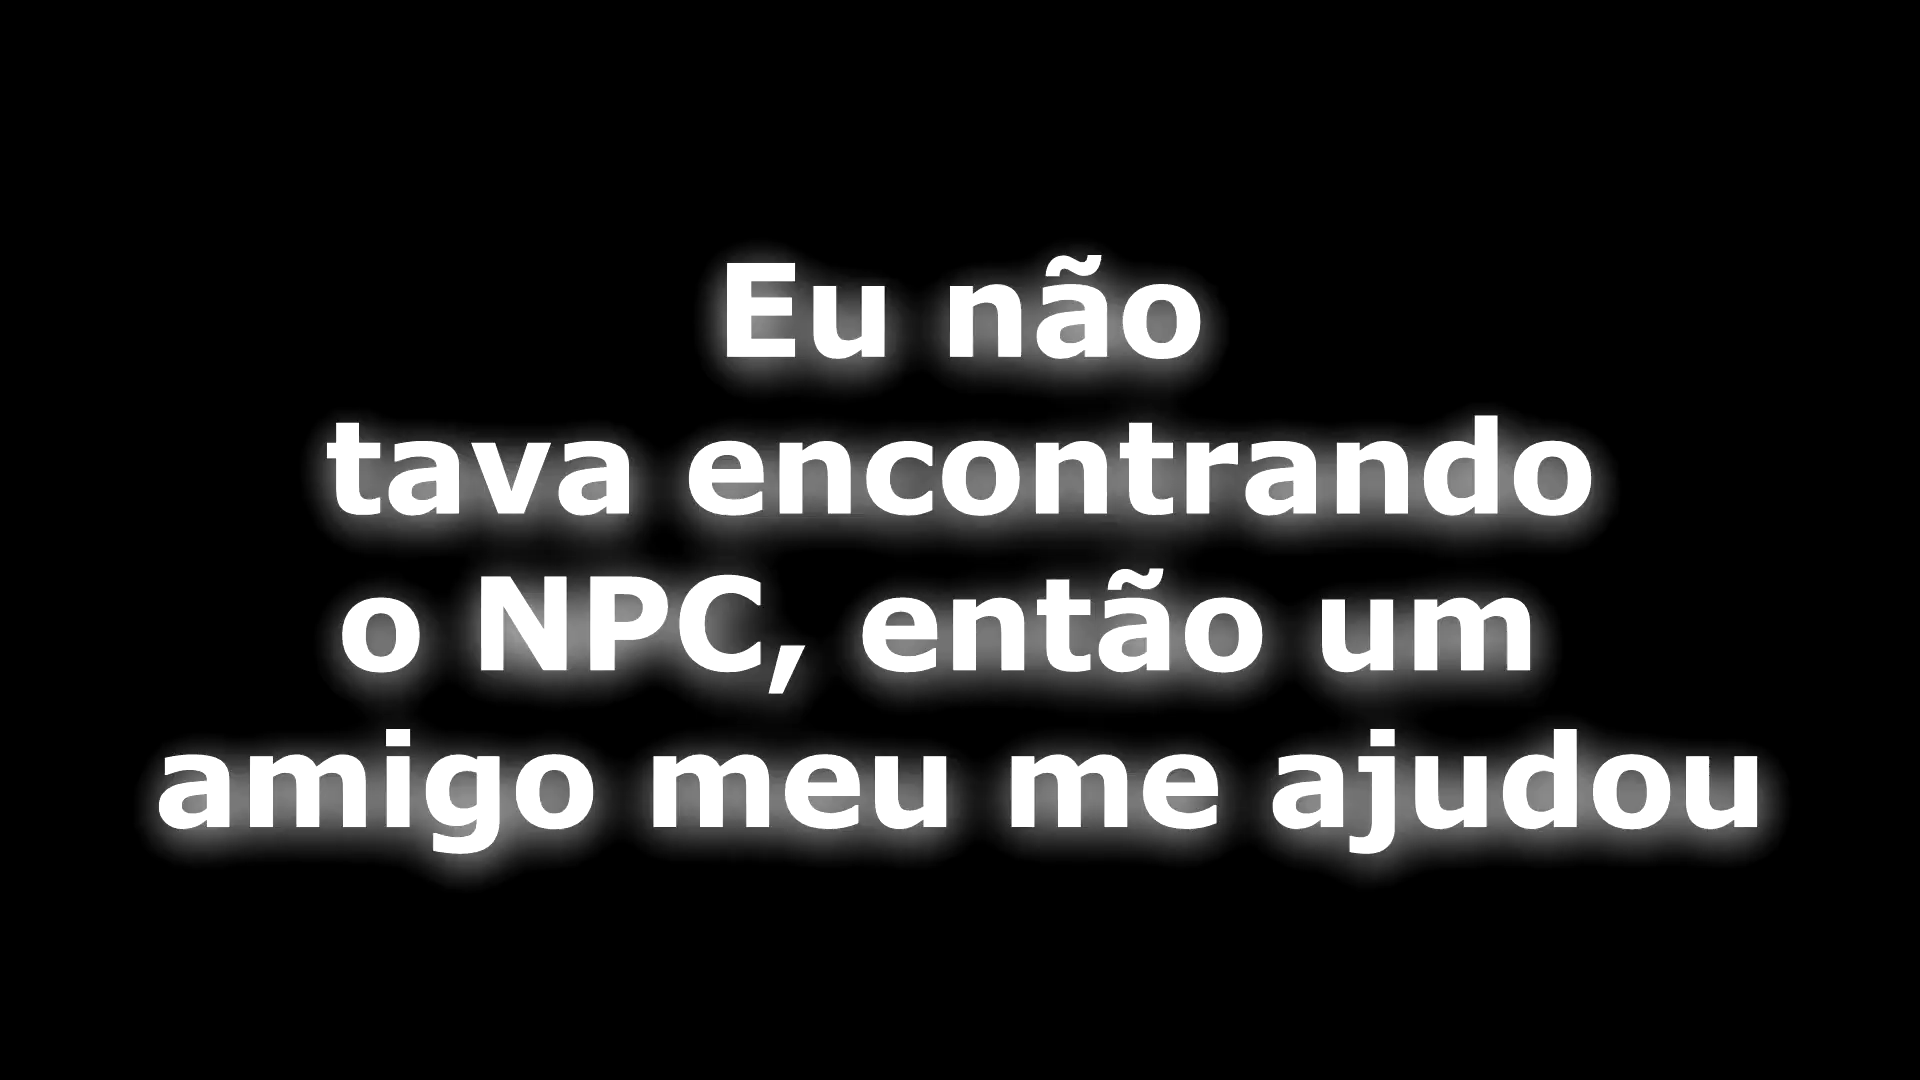 Eu não
tava encontrando
o NPC, então um
amigo meu me ajudou